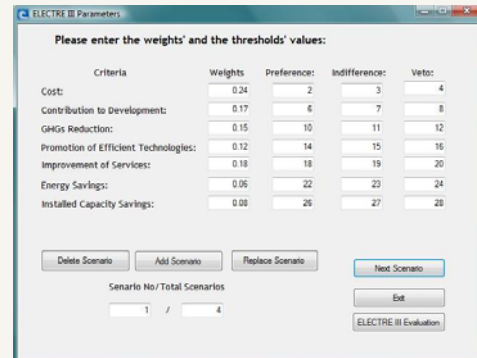 ELECTRE III Parameters
Please enter the weights' and the thresholds' values:
Criteria Weights Preference: Indifference: Veto:
Cost: 0.24 2 3 4
Contribution to Development: 0.17 6 7 8
GHGs Reduction: 0.15 10 11 12
Promotion of Efficient Technologies: 0.12 14 15 16
Improvement of Services: 0.18 18 19 20
Energy Savings: 0.06 22 23 24
Installed Capacity Savings: 0.08 26 27 28
Delete Scenario Add Scenario Replace Scenario Next Scenario
Senario No/Total Scenarios
Exit
1 / 4
ELECTRE III Evaluation